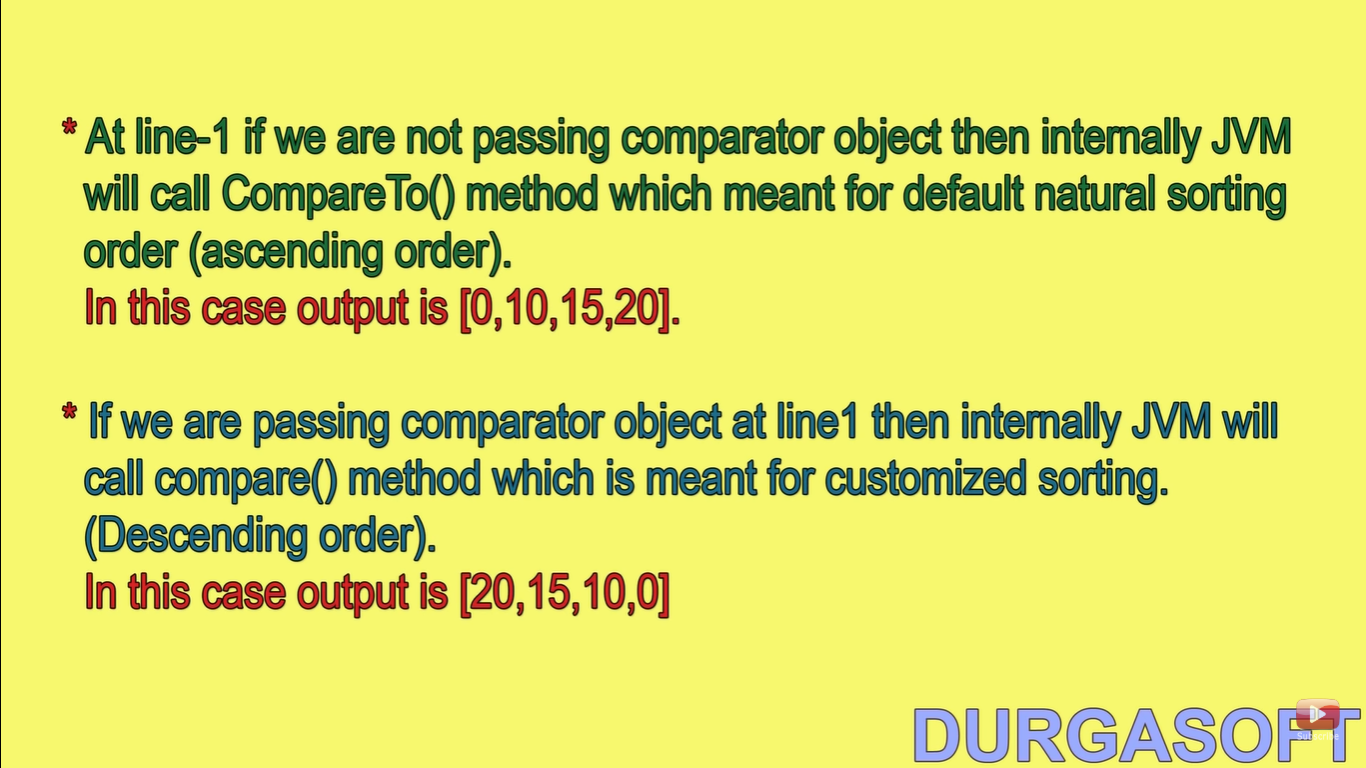 * At line-1 if we are not passing comparator object then internally JVM
will call CompareTo() method which meant for default natural sorting
order (ascending order).
In this case output is [0,10,15,20].
* If we are passing comparator object at line1 then internally JVM will
call compare() method which is meant for customized sorting.
(Descending order).
In this case output is [20,15,10,0]
DURGASOFT
Subscribe